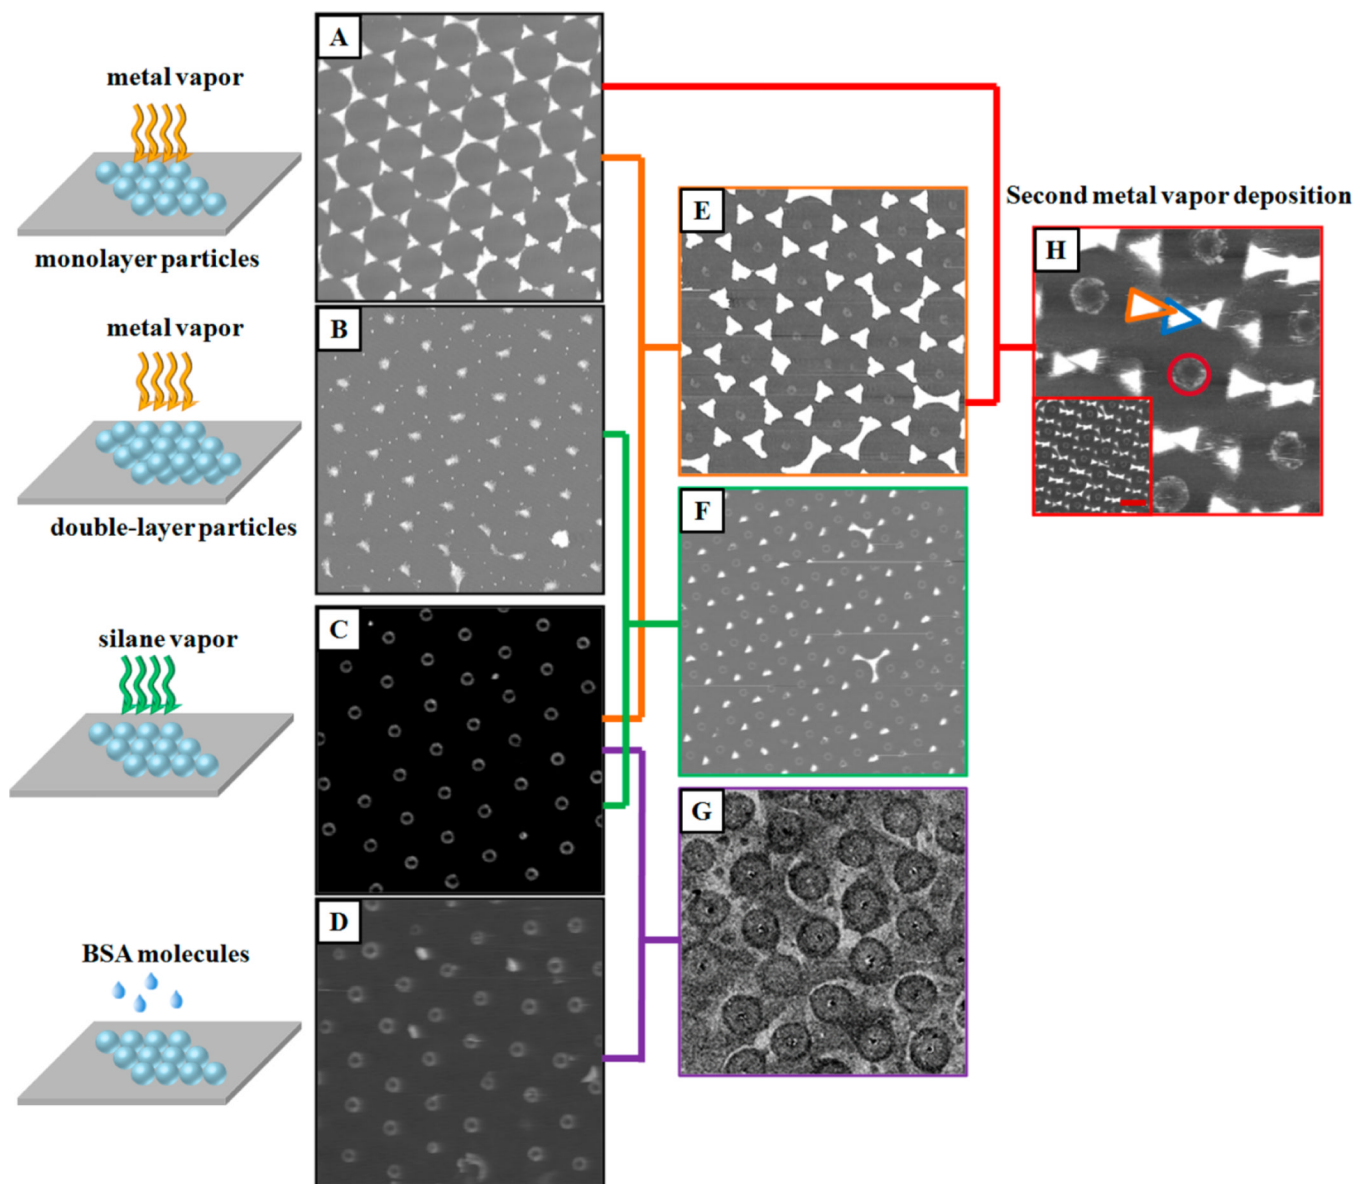 A
metal vapor
monolayer particles
B
metal vapor
double-layer particles
C
silane vapor
D
BSA molecules
E
F
G
Second metal vapor deposition
H